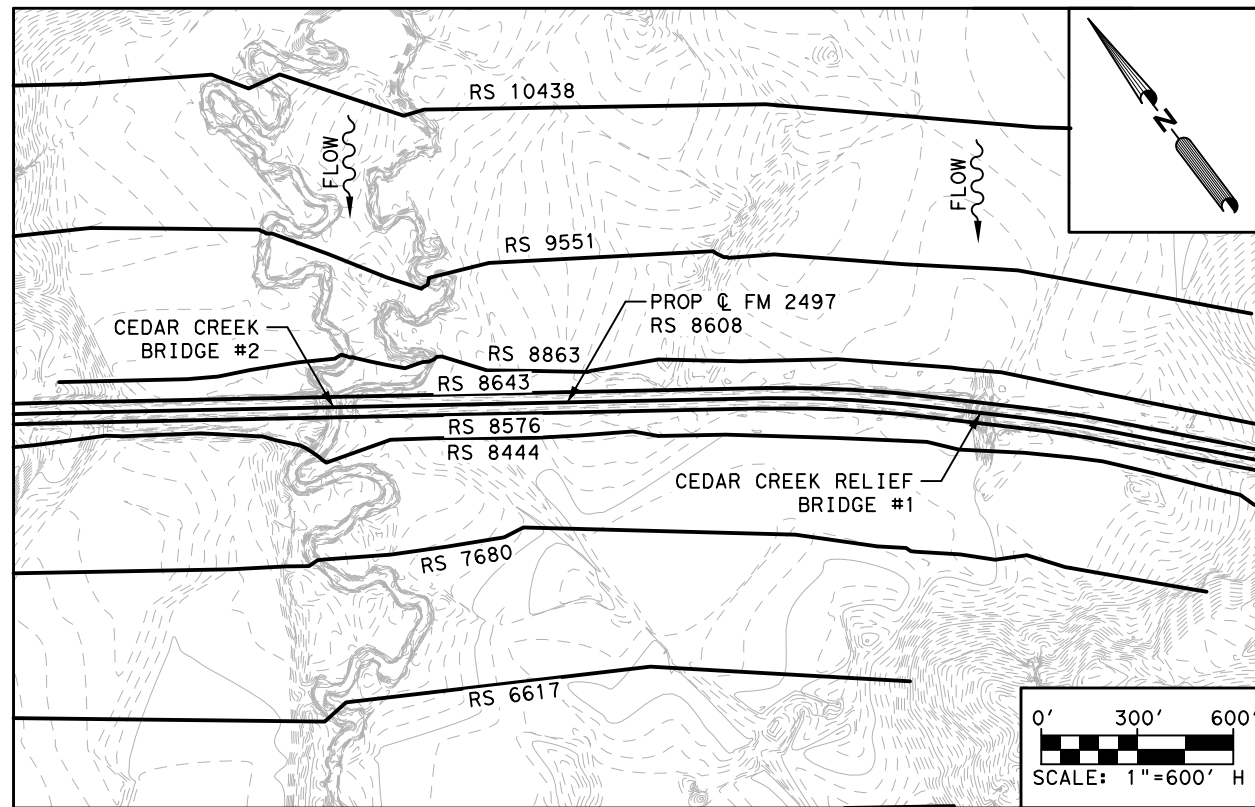 RS 10438
FLOW
FLOW
N
RS 9551
PROP ℄ FM 2497
RS 8608
CEDAR CREEK
BRIDGE #2
RS 8863
RS 8643
RS 8576
RS 8444
CEDAR CREEK RELIEF
BRIDGE #1
RS 7680
RS 6617
0' 300' 600'
SCALE: 1"=600' H